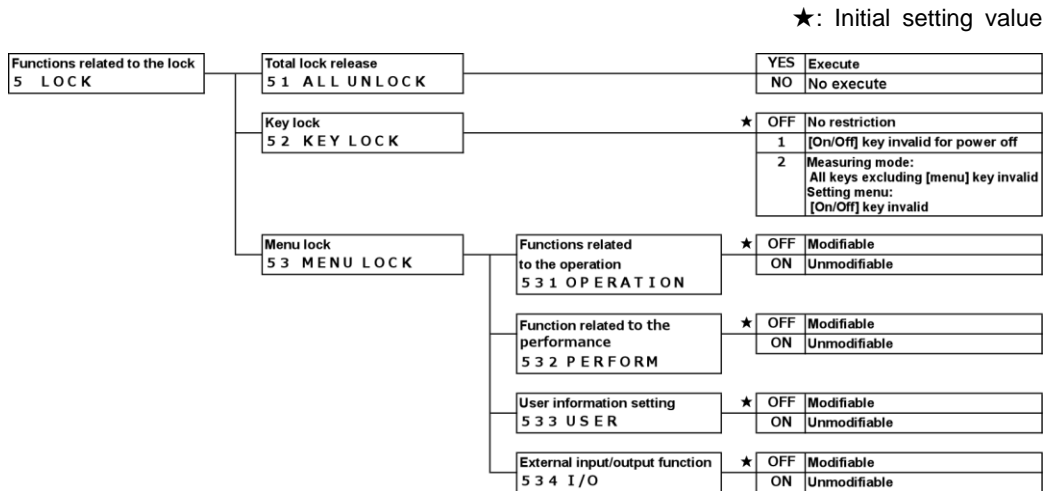 ★: Initial setting value
Functions related to the lock
5 LOCK
Total lock release
51 ALL UNLOCK
YES Execute
NO No execute
Key lock
52 KEY LOCK
★ OFF No restriction
1 [On/Off] key invalid for power off
2 Measuring mode:
All keys excluding [menu] key invalid
Setting menu:
[On/Off] key invalid
Menu lock
53 MENU LOCK
Functions related
to the operation
531 OPERATION
★ OFF Modifiable
ON Unmodifiable
Function related to the
performance
532 PERFORM
★ OFF Modifiable
ON Unmodifiable
User information setting
533 USER
★ OFF Modifiable
ON Unmodifiable
External input/output function
534 I/O
★ OFF Modifiable
ON Unmodifiable